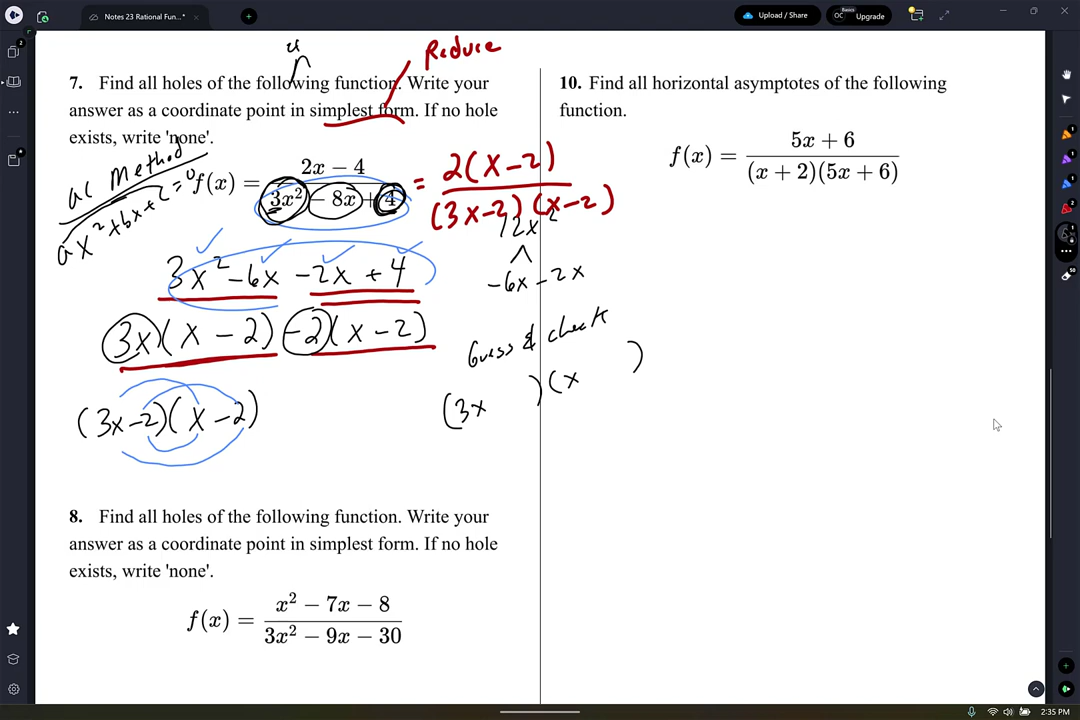 Notes 23 Rational Fun...*
Upload / Share
OC
Basics
Upgrade
Reduce
7. Find all holes of the following function. Write your
answer as a coordinate point in simplest form. If no hole
exists, write 'none'.
ac Method
ax² + bx + c = 0
f(x) = (2x − 4) / (3x² − 8x + 4) = 2(x−2) / (3x−2)(x−2)
12x²
−6x −2x
3x² −6x −2x + 4
3x(x − 2) −2(x − 2)
Guess & check
(3x )(x )
(3x −2)(x −2)
8. Find all holes of the following function. Write your
answer as a coordinate point in simplest form. If no hole
exists, write 'none'.
f(x) = (x² − 7x − 8) / (3x² − 9x − 30)
10. Find all horizontal asymptotes of the following
function.
f(x) = (5x + 6) / ((x + 2)(5x + 6))
2:35 PM